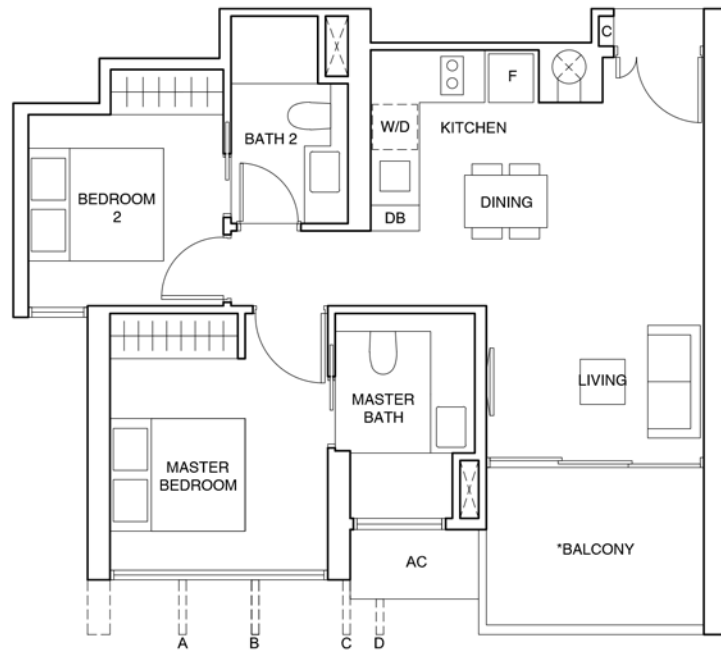 C
F
W/D
KITCHEN
BATH 2
BEDROOM
2
DINING
DB
LIVING
MASTER
BATH
MASTER
BEDROOM
*BALCONY
AC
A
B
C
D